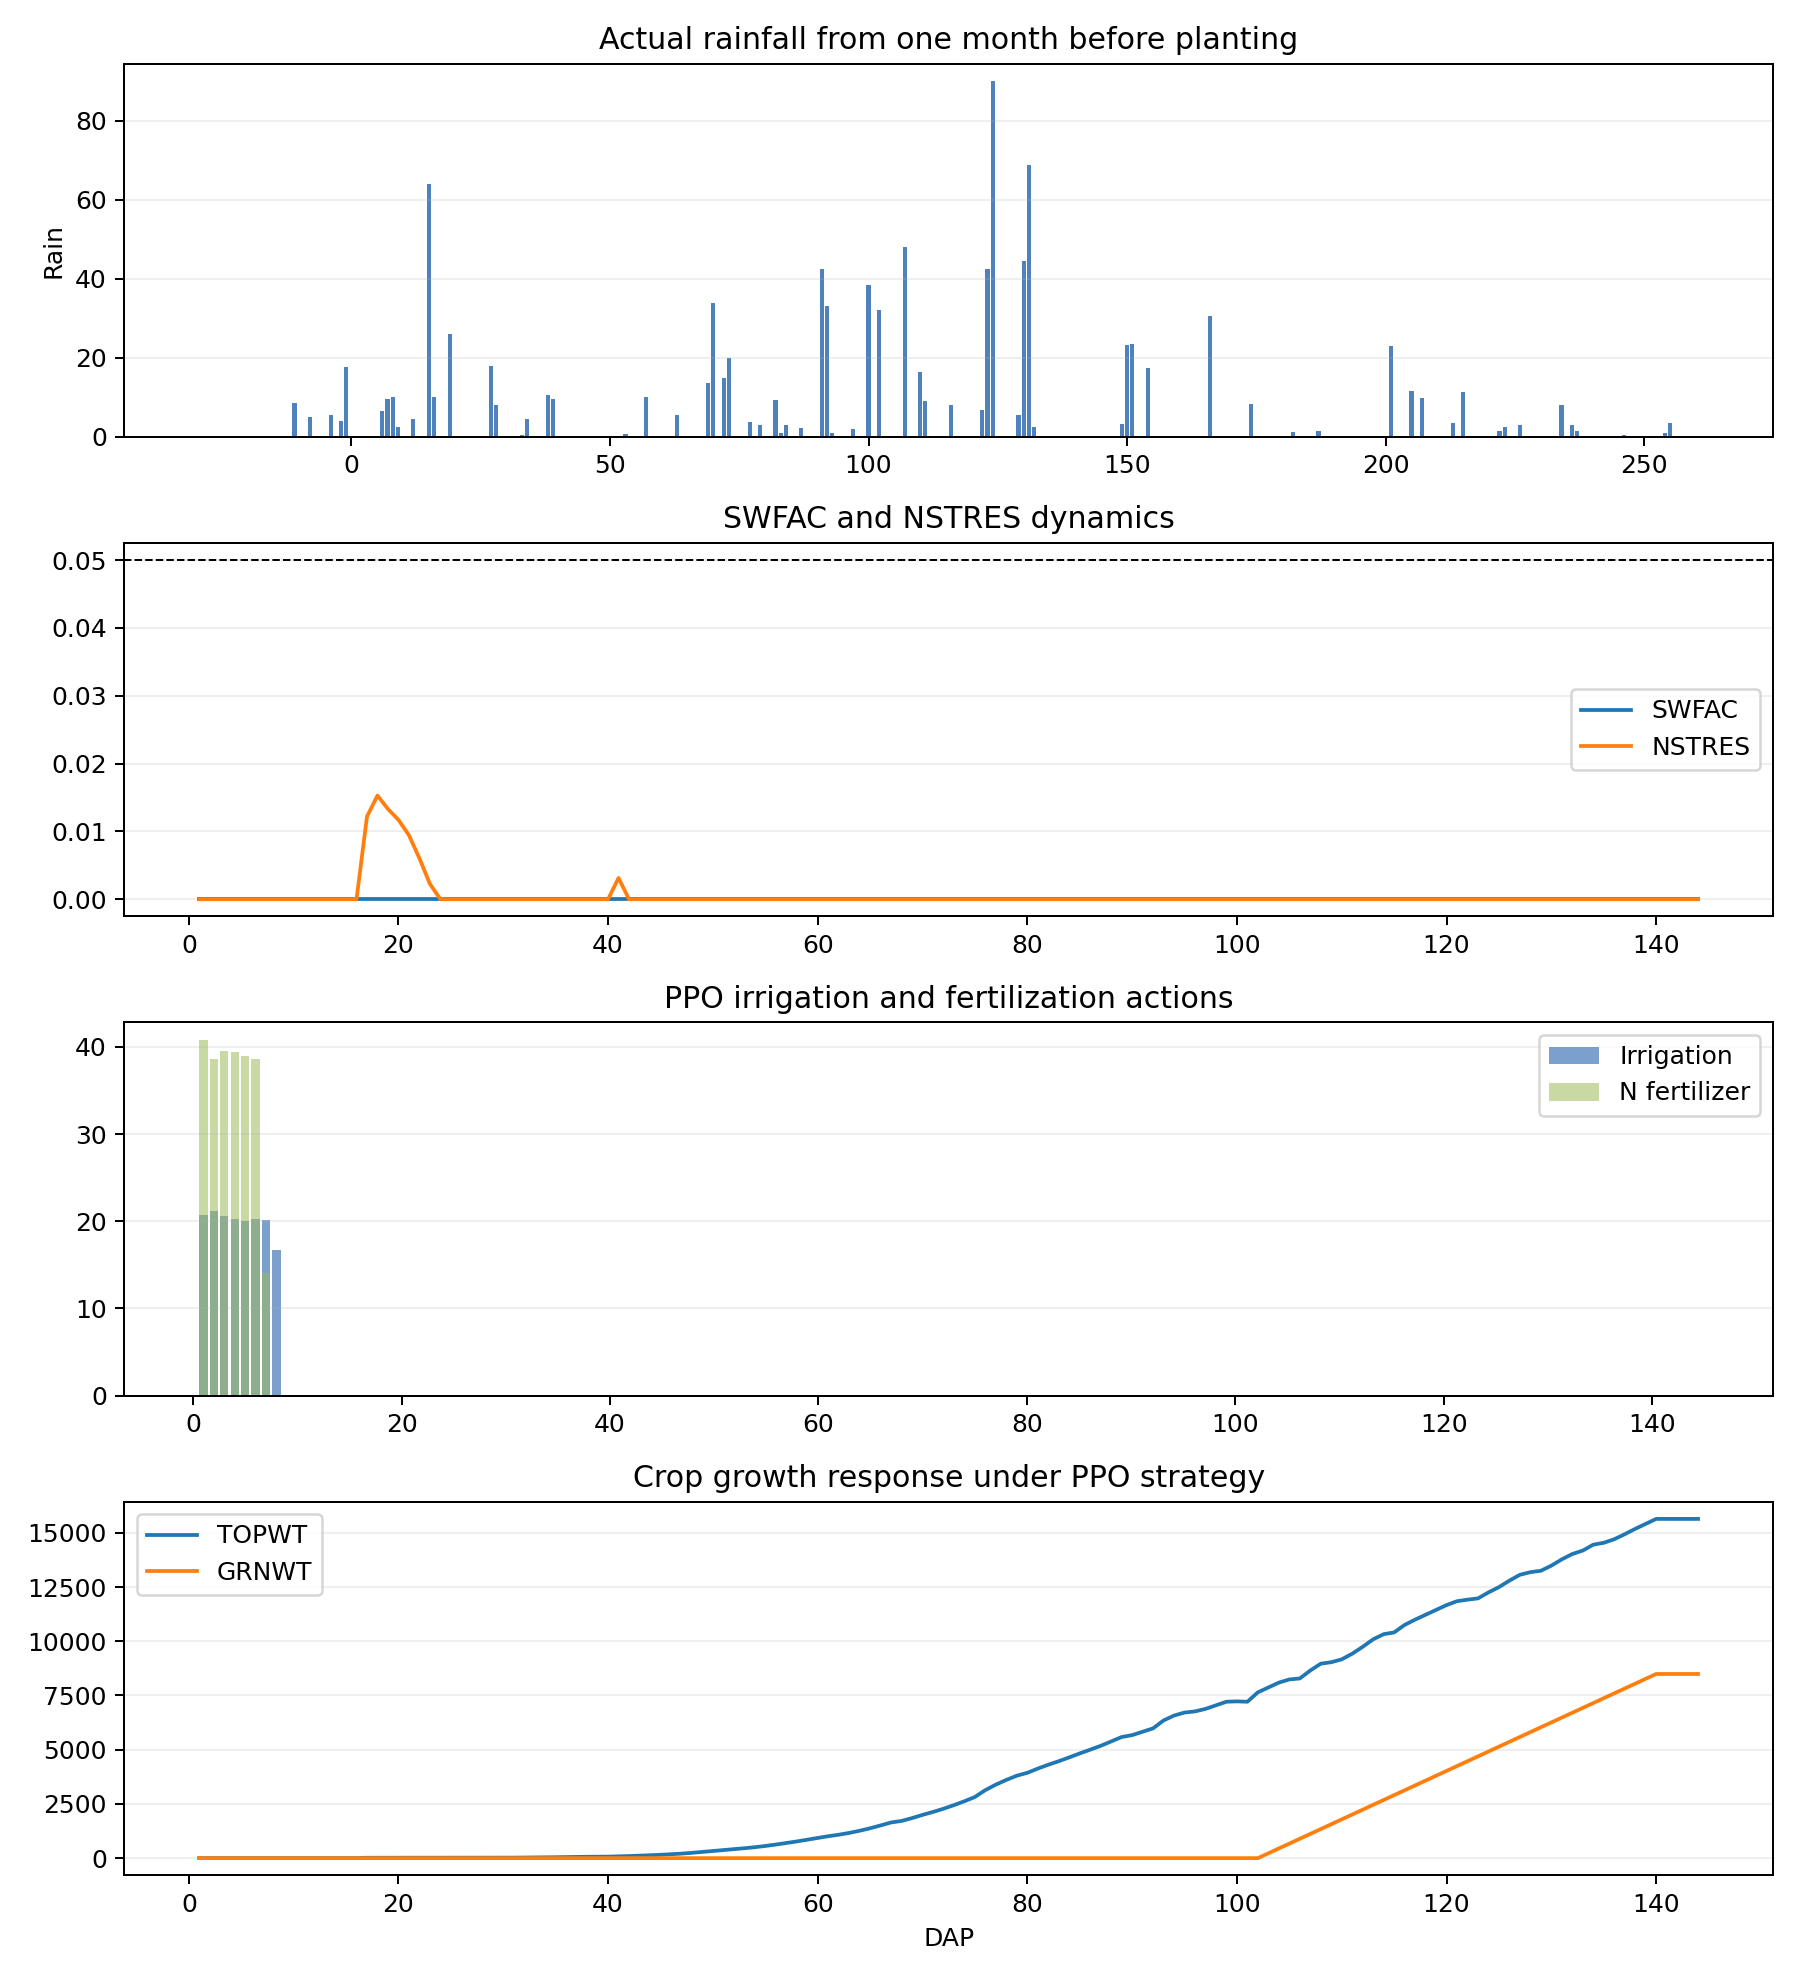 Actual rainfall from one month before planting
Rain
80
60
40
20
0
0 50 100 150 200 250
SWFAC and NSTRES dynamics
0.05
0.04
0.03
0.02
0.01
0.00
SWFAC
NSTRES
0 20 40 60 80 100 120 140
PPO irrigation and fertilization actions
40
30
20
10
0
Irrigation
N fertilizer
0 20 40 60 80 100 120 140
Crop growth response under PPO strategy
15000
12500
10000
7500
5000
2500
0
TOPWT
GRNWT
0 20 40 60 80 100 120 140
DAP